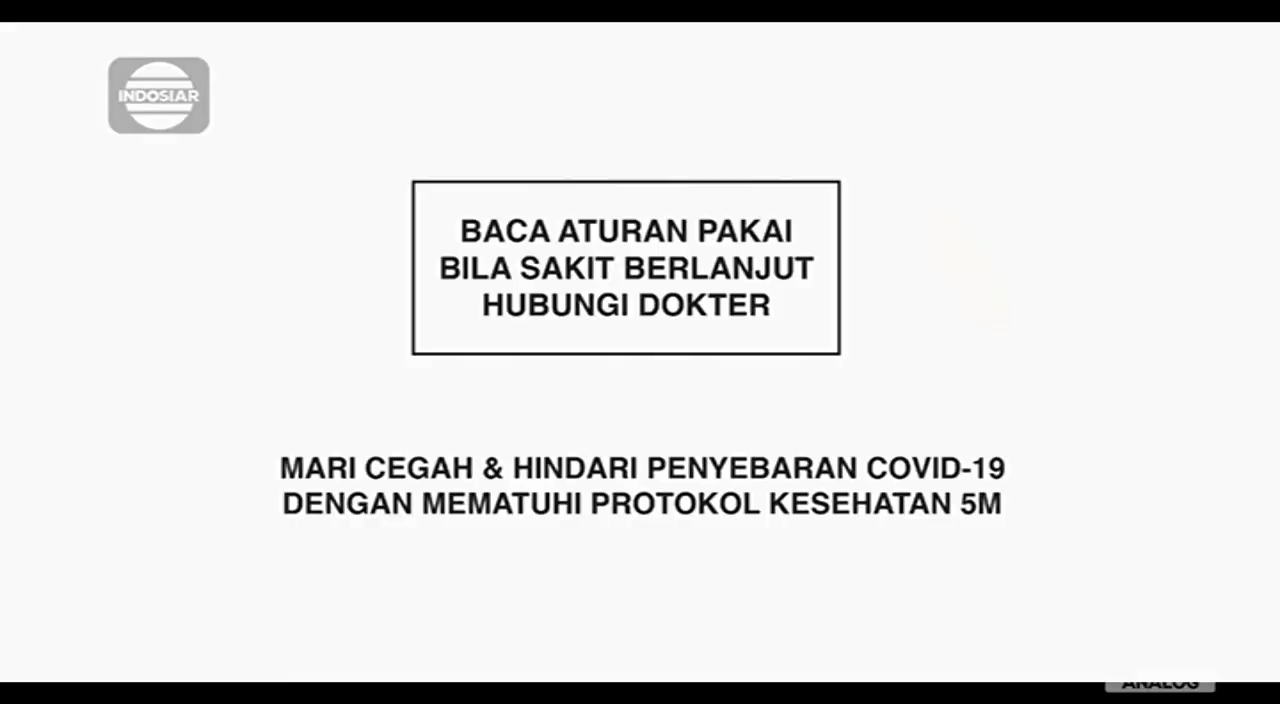 INDOSIAR
BACA ATURAN PAKAI
BILA SAKIT BERLANJUT
HUBUNGI DOKTER
MARI CEGAH & HINDARI PENYEBARAN COVID-19
DENGAN MEMATUHI PROTOKOL KESEHATAN 5M
ANALOG